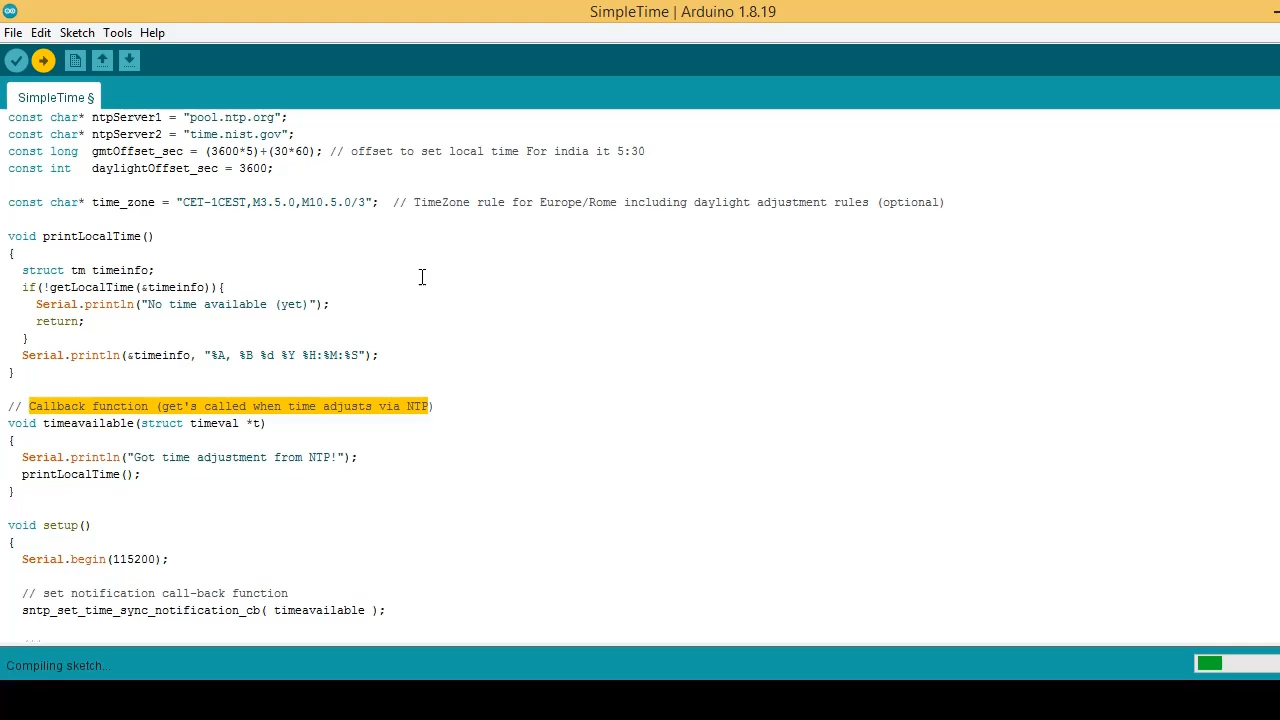 SimpleTime | Arduino 1.8.19
File Edit Sketch Tools Help
SimpleTime §
const char* ntpServer1 = "pool.ntp.org";
const char* ntpServer2 = "time.nist.gov";
const long  gmtOffset_sec = (3600*5)+(30*60); // offset to set local time For india it 5:30
const int   daylightOffset_sec = 3600;
const char* time_zone = "CET-1CEST,M3.5.0,M10.5.0/3";  // TimeZone rule for Europe/Rome including daylight adjustment rules (optional)
void printLocalTime()
{
  struct tm timeinfo;
  if(!getLocalTime(&timeinfo)){
    Serial.println("No time available (yet)");
    return;
  }
  Serial.println(&timeinfo, "%A, %B %d %Y %H:%M:%S");
}
// Callback function (get's called when time adjusts via NTP)
void timeavailable(struct timeval *t)
{
  Serial.println("Got time adjustment from NTP!");
  printLocalTime();
}
void setup()
{
  Serial.begin(115200);
  // set notification call-back function
  sntp_set_time_sync_notification_cb( timeavailable );
Compiling sketch...